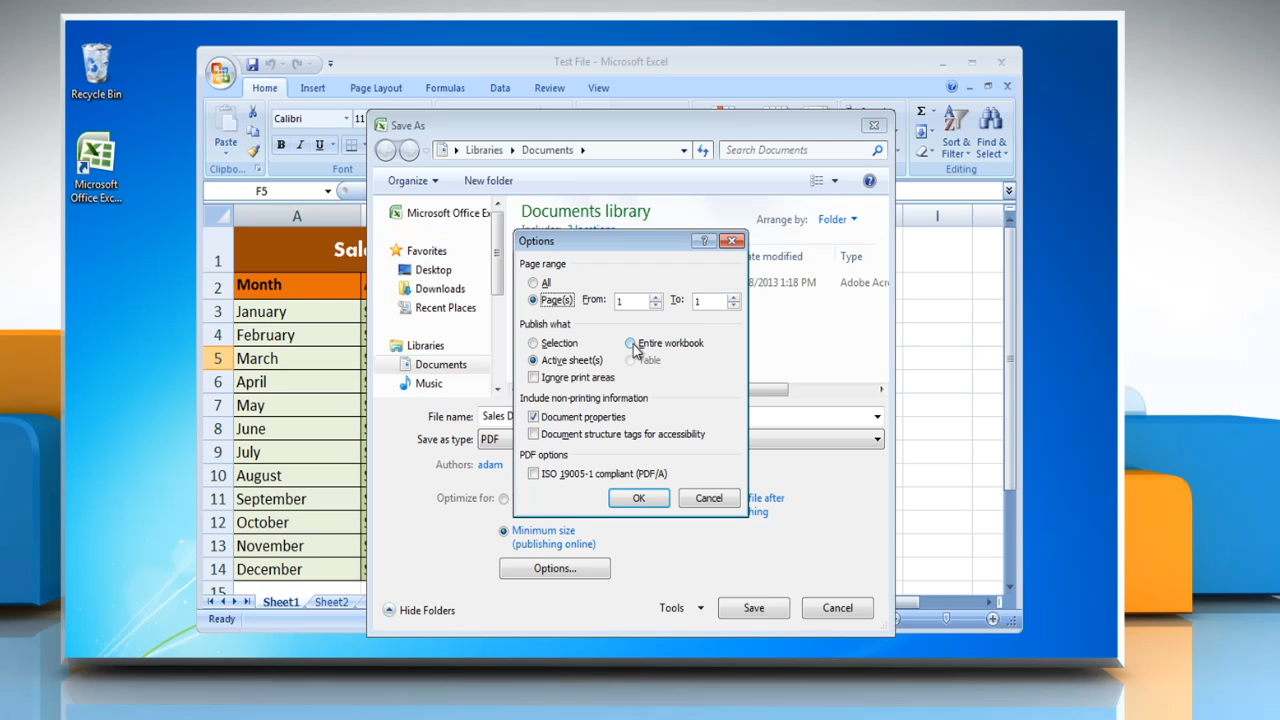 Recycle Bin
Microsoft
Office Exc...
Test File - Microsoft Excel
Home Insert Page Layout Formulas Data Review View
Calibri 11
Paste
B I U
Clipbo... Font
Σ
Sort & Find &
Filter Select
Editing
F5
A I
1
2 Month
3 January
4 February
5 March
6 April
7 May
8 June
9 July
10 August
11 September
12 October
13 November
14 December
15
Sheet1 Sheet2
Ready
Save As
Libraries Documents
Search Documents
Organize New folder
Microsoft Office Ex
Favorites
Desktop
Downloads
Recent Places
Libraries
Documents
Music
Documents library
Arrange by: Folder
Type
8/2013 1:18 PM Adobe Acr
File name: Sales D
Save as type: PDF
Authors: adam
Optimize for:
file after
Minimum size
(publishing online)
Options...
Hide Folders
Tools Save Cancel
Options
?
Page range
All
Page(s) From: 1 To: 1
Publish what
Selection Entire workbook
Active sheet(s) Table
Ignore print areas
Include non-printing information
Document properties
Document structure tags for accessibility
PDF options
ISO 19005-1 compliant (PDF/A)
OK Cancel